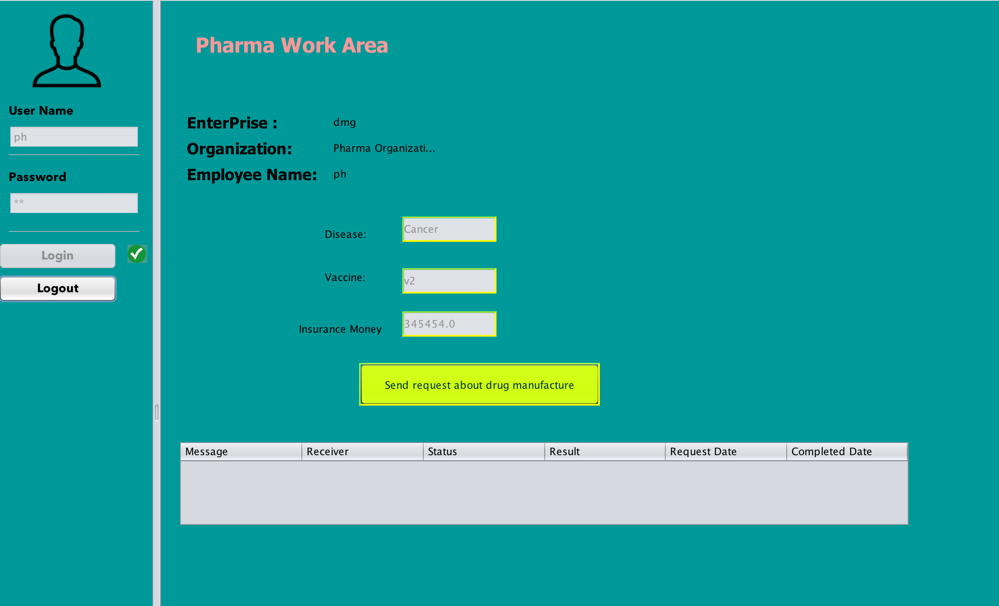 User Name
ph
Password
**
Login
Logout
Pharma Work Area
EnterPrise : dmg
Organization: Pharma Organizati...
Employee Name: ph
Disease: Cancer
Vaccine: v2
Insurance Money 345454.0
Send request about drug manufacture
Message Receiver Status Result Request Date Completed Date